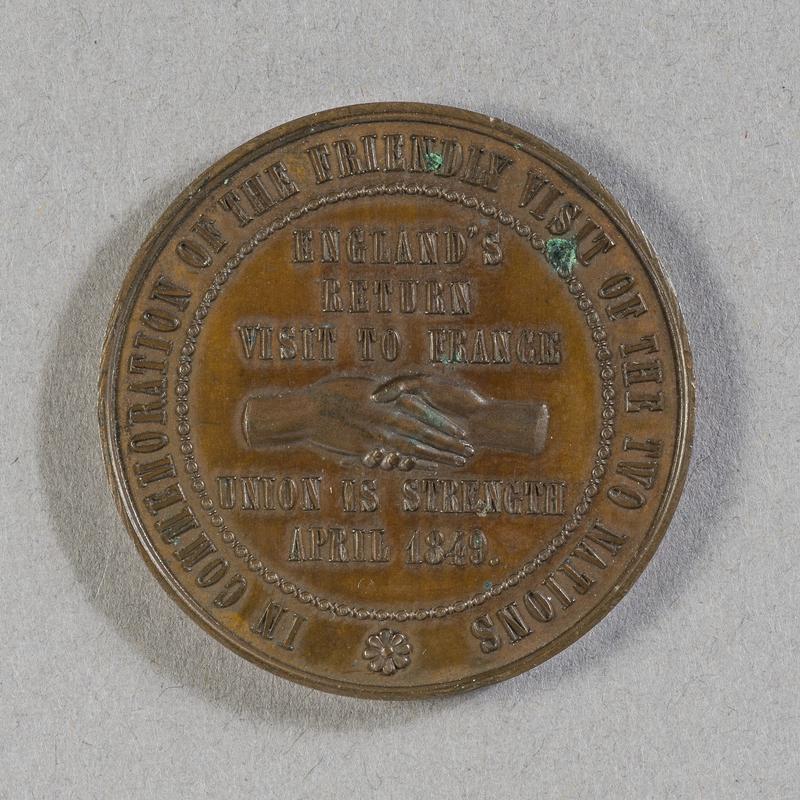 IN COMMEMORATION OF THE FRIENDLY VISIT OF THE TWO NATIONS
ENGLAND'S
RETURN
VISIT TO FRANCE
UNION IS STRENGTH
APRIL 1849.